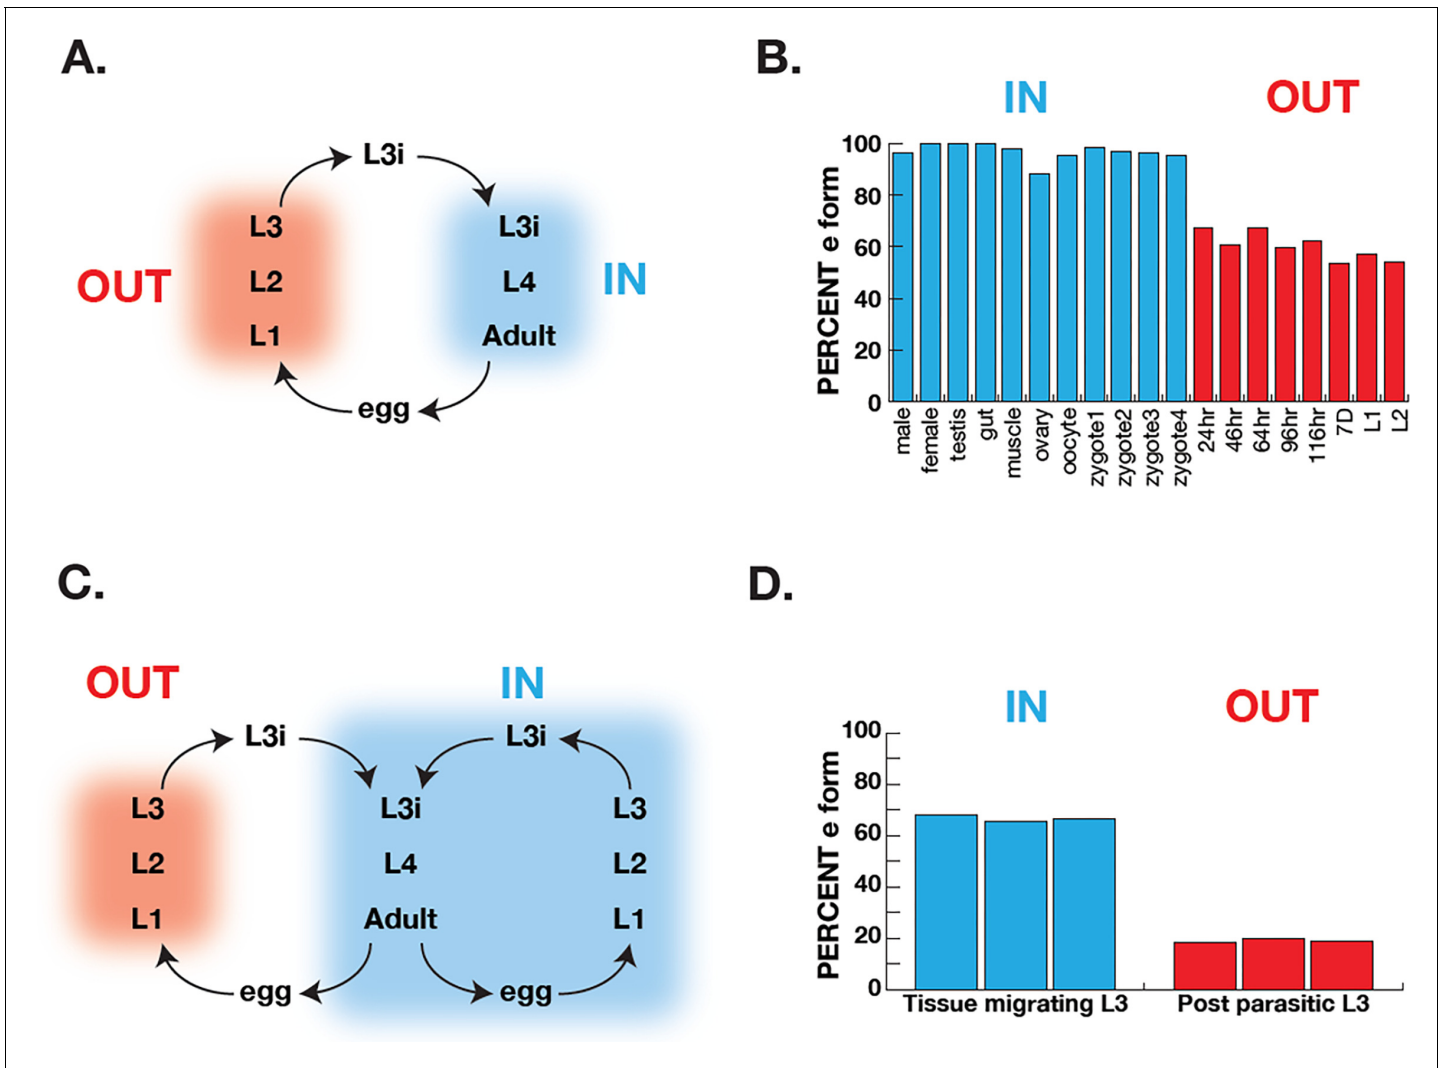 A.
L3i
L3
L2
L1
OUT
L3i
L4
Adult
IN
egg
B.
IN
OUT
PERCENT e form
100
80
60
40
20
0
male
female
testis
gut
muscle
ovary
oocyte
zygote1
zygote2
zygote3
zygote4
24hr
46hr
64hr
96hr
116hr
7D
L1
L2
C.
OUT
IN
L3i
L3i
L3
L3i
L3
L2
L4
L2
L1
Adult
L1
egg
egg
D.
IN
OUT
PERCENT e form
100
80
60
40
20
0
Tissue migrating L3
Post parasitic L3